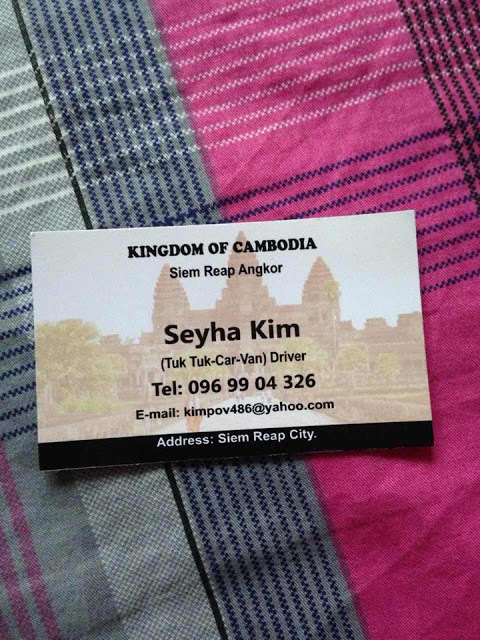 KINGDOM OF CAMBODIA
Siem Reap Angkor
Seyha Kim
(Tuk Tuk-Car-Van) Driver
Tel: 096 99 04 326
E-mail: kimpov486@yahoo.com
Address: Siem Reap City.